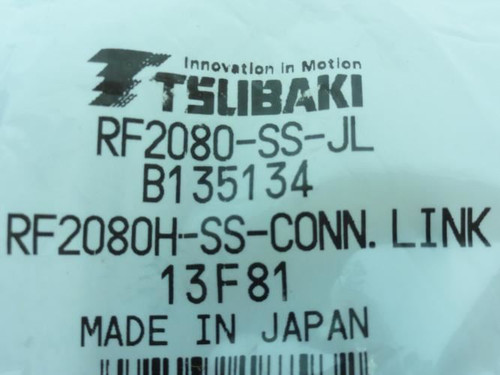 Innovation in Motion
TSUBAKI
RF2080-SS-JL
B135134
RF2080H-SS-CONN. LINK
13F81
MADE IN JAPAN